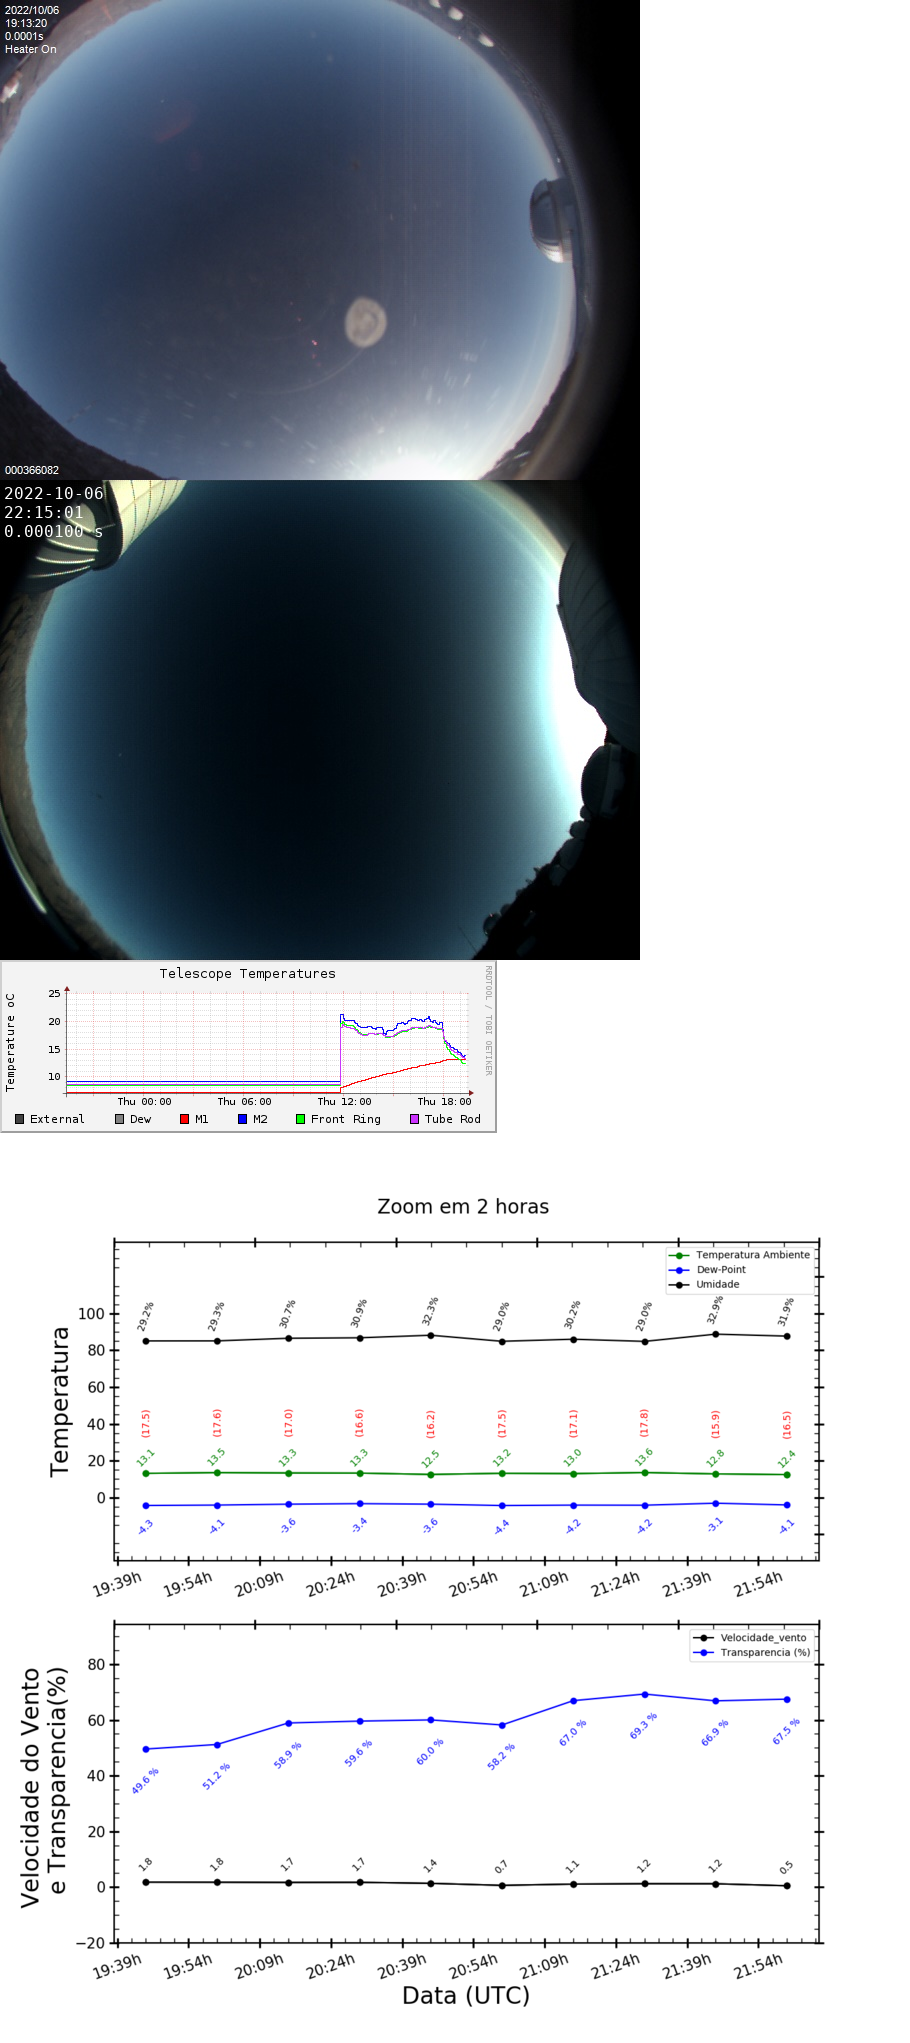 2022/10/06
19:13:20
0.0001s
Heater On
000366082
2022-10-06
22:15:01
0.000100 s
Telescope Temperatures
RRDTOOL / TOBI OETIKER
Temperature oC
25
20
15
10
Thu 00:00 Thu 06:00 Thu 12:00 Thu 18:00
External Dew M1 M2 Front Ring Tube Rod
Zoom em 2 horas
Temperatura Ambiente
Dew-Point
Umidade
Temperatura
100
80
60
40
20
0
29.2% 29.3% 30.7% 30.9% 32.3% 29.0% 30.2% 29.0% 32.9% 31.9%
(17.5) (17.6) (17.0) (16.6) (16.2) (17.5) (17.1) (17.8) (15.9) (16.5)
13.1 13.5 13.3 13.3 12.5 13.2 13.0 13.6 12.8 12.4
-4.3 -4.1 -3.6 -3.4 -3.6 -4.4 -4.2 -4.2 -3.1 -4.1
19:39h 19:54h 20:09h 20:24h 20:39h 20:54h 21:09h 21:24h 21:39h 21:54h
Velocidade_vento
Transparencia (%)
Velocidade do Vento
e Transparencia(%)
80
60
40
20
0
−20
49.6 % 51.2 % 58.9 % 59.6 % 60.0 % 58.2 % 67.0 % 69.3 % 66.9 % 67.5 %
1.8 1.8 1.7 1.7 1.4 0.7 1.1 1.2 1.2 0.5
19:39h 19:54h 20:09h 20:24h 20:39h 20:54h 21:09h 21:24h 21:39h 21:54h
Data (UTC)